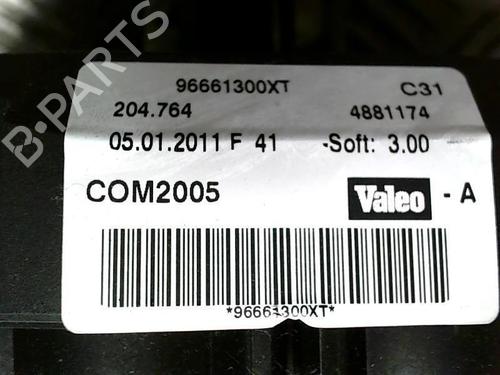 96661300XT C31
204.764 4881174
05.01.2011 F 41 -Soft: 3.00
COM2005 Valeo - A
*96661300XT*
B-PARTS